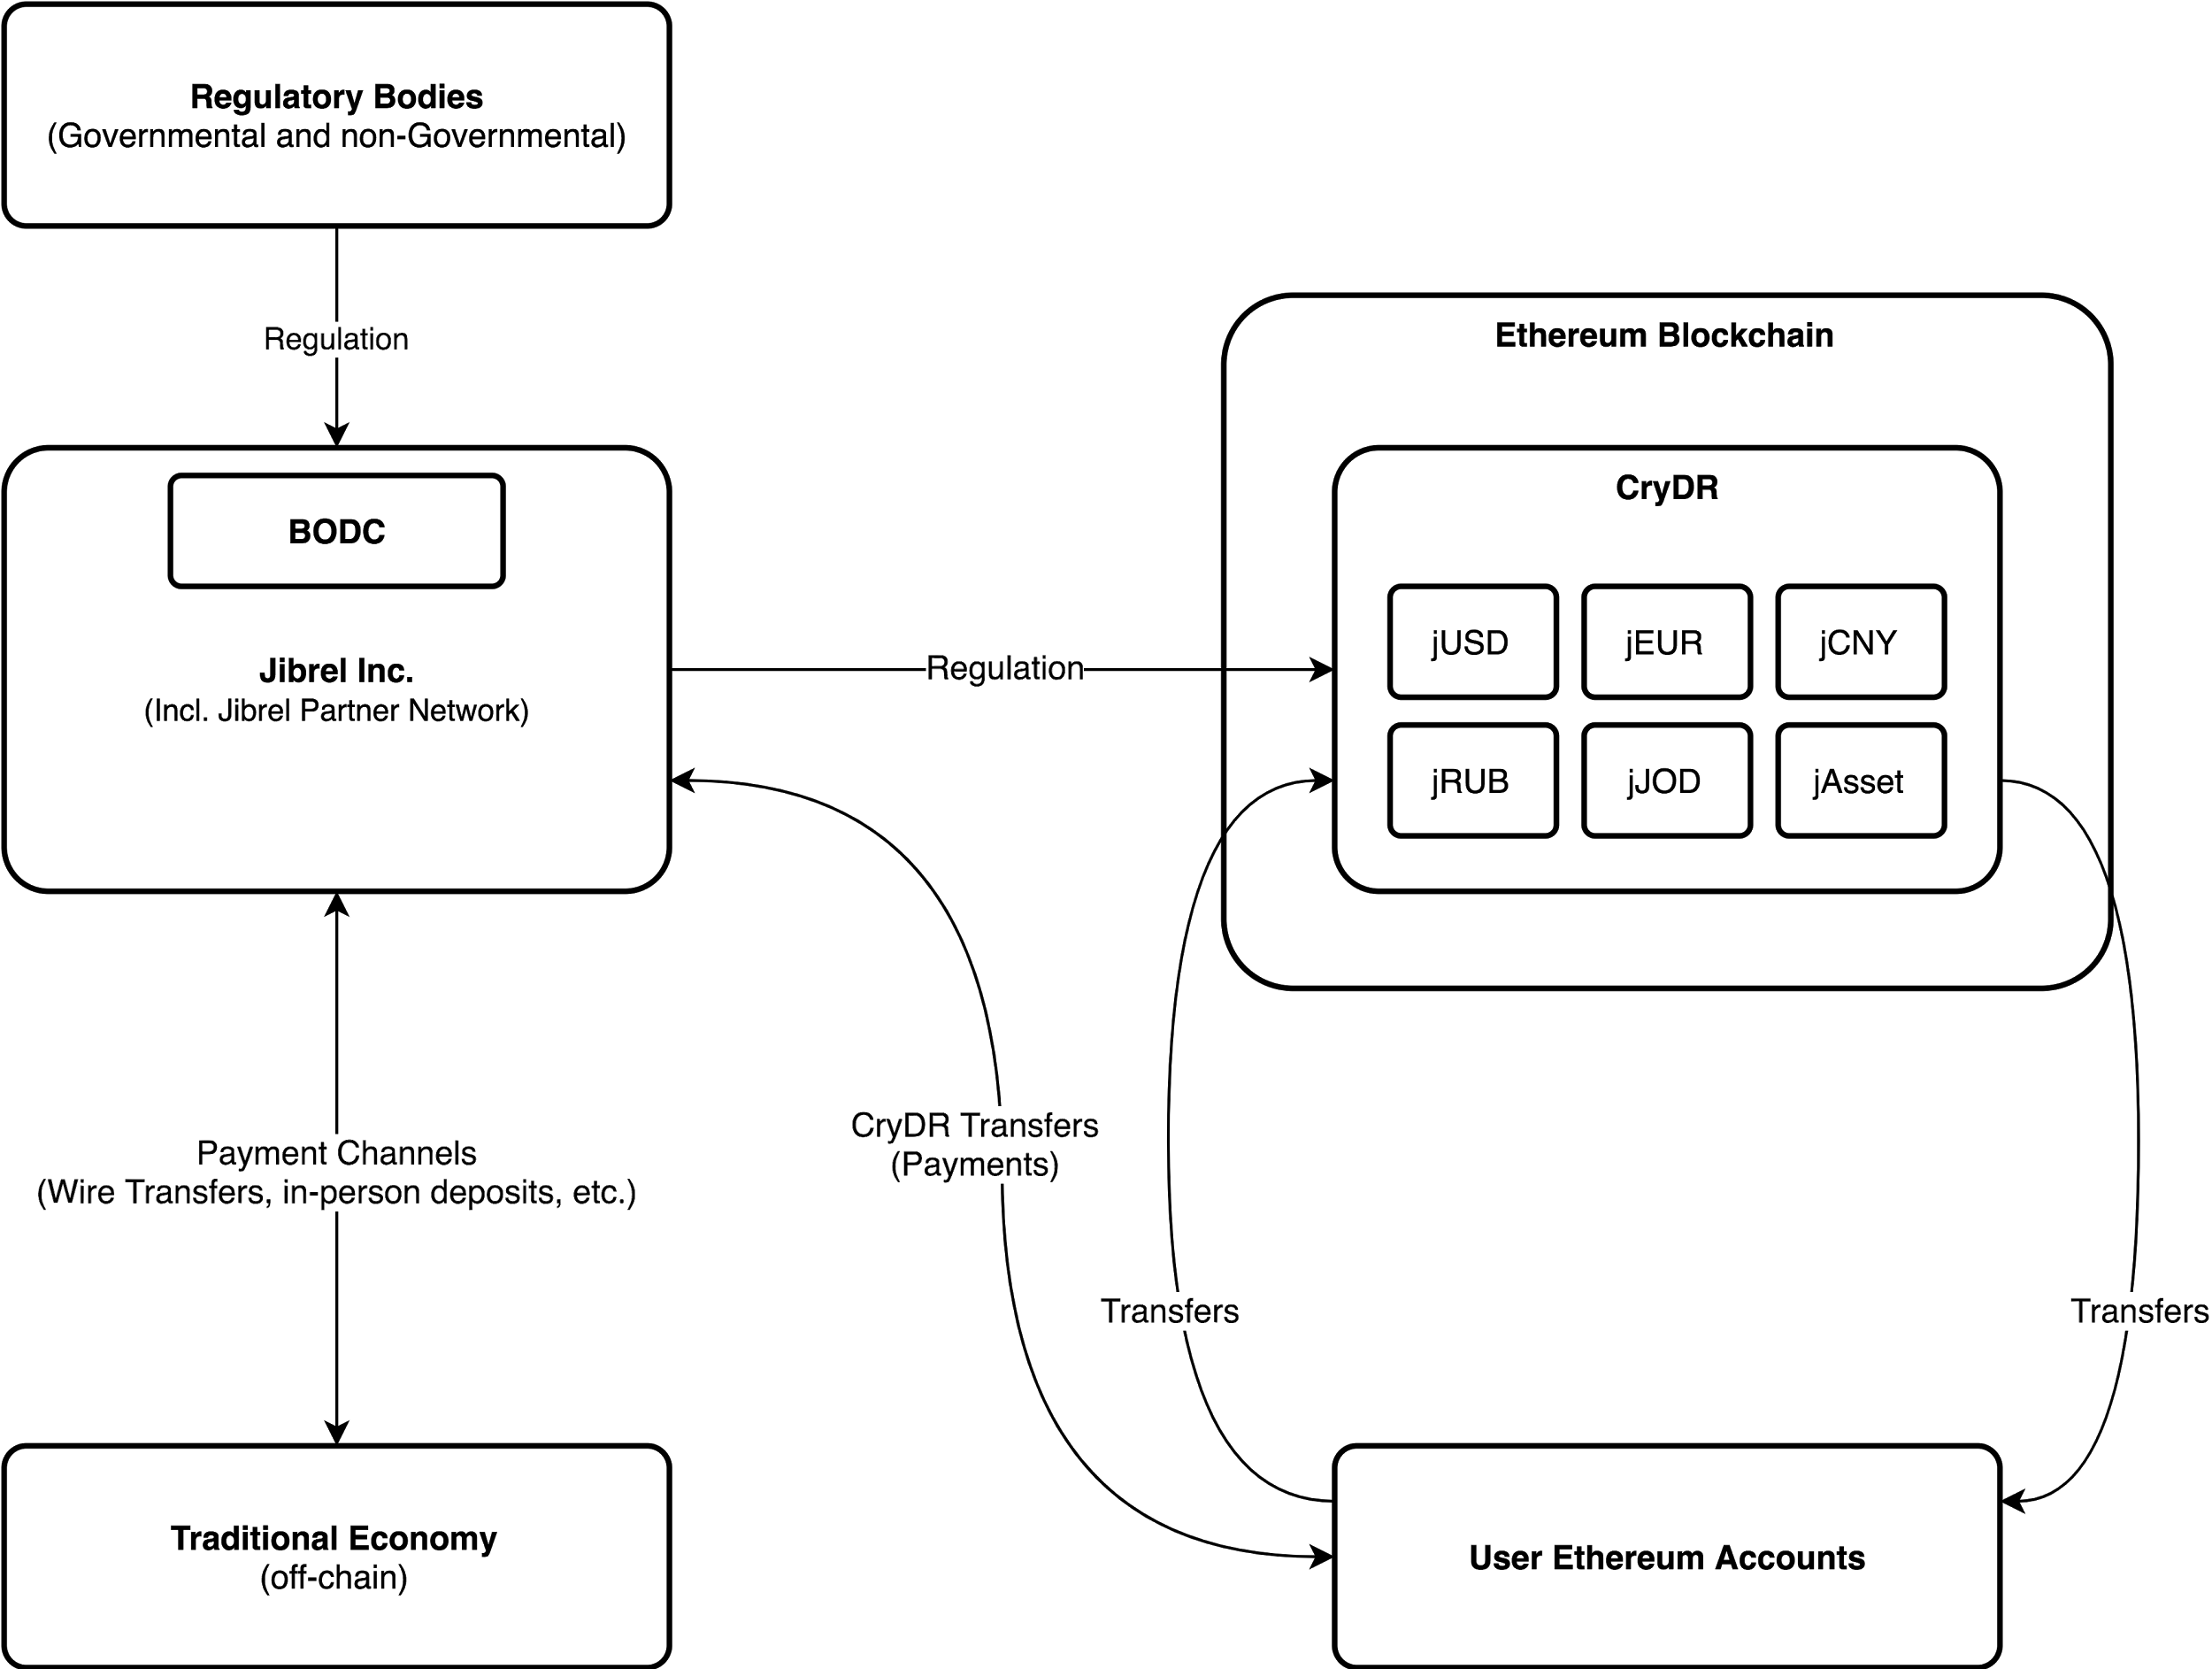 Regulatory Bodies
(Governmental and non-Governmental)
Regulation
BODC
Jibrel Inc.
(Incl. Jibrel Partner Network)
Regulation
Ethereum Blockchain
CryDR
jUSD
jEUR
jCNY
jRUB
jJOD
jAsset
Payment Channels
(Wire Transfers, in-person deposits, etc.)
CryDR Transfers
(Payments)
Transfers
Transfers
Traditional Economy
(off-chain)
User Ethereum Accounts